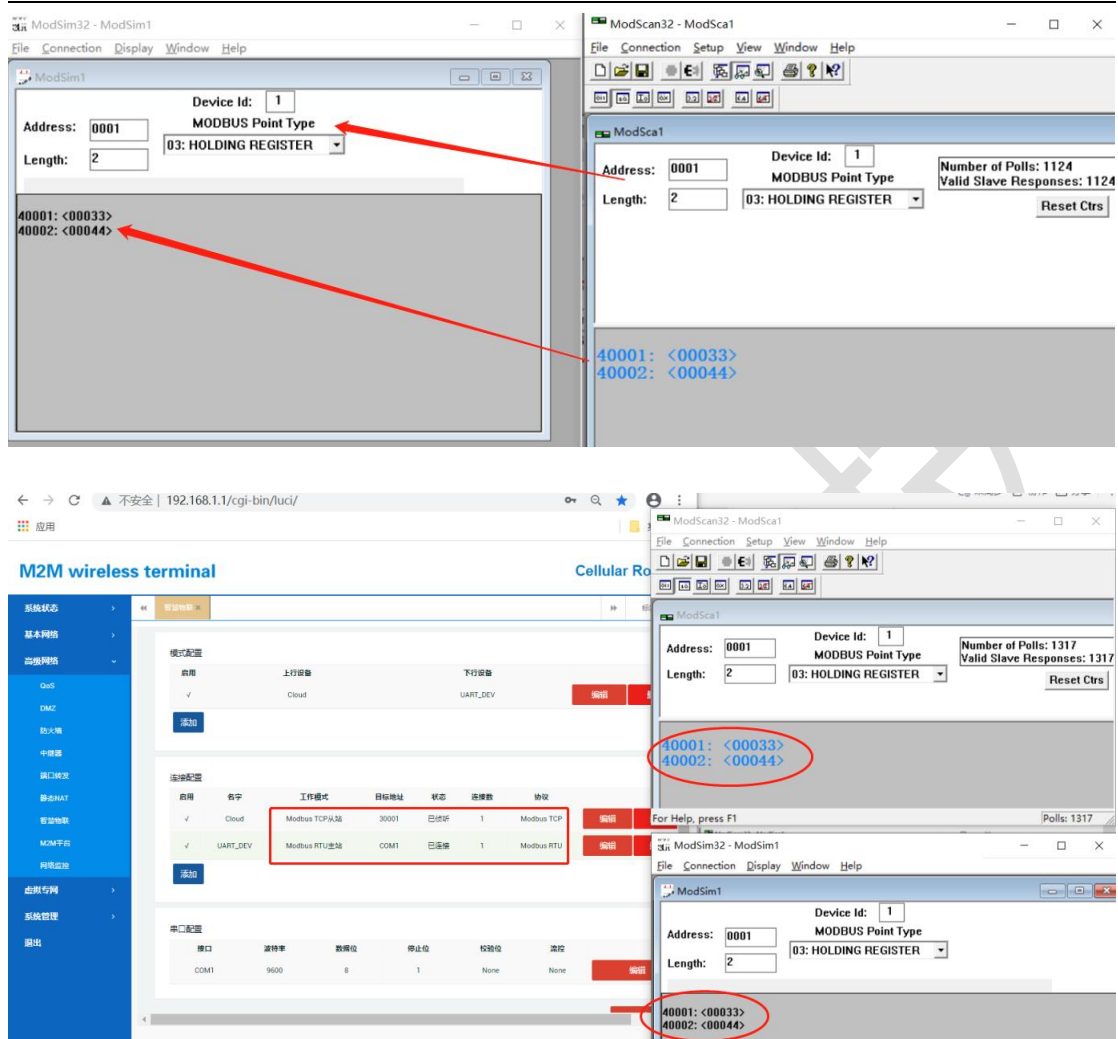 ModSim32 - ModSim1
File Connection Display Window Help
ModSim1
Device Id: 1
Address: 0001
MODBUS Point Type
03: HOLDING REGISTER
Length: 2
40001: <00033>
40002: <00044>
ModScan32 - ModSca1
File Connection Setup View Window Help
ModSca1
Device Id: 1
Address: 0001
MODBUS Point Type
Length: 2
03: HOLDING REGISTER
Number of Polls: 1124
Valid Slave Responses: 1124
Reset Ctrs
40001: <00033>
40002: <00044>
不安全 | 192.168.1.1/cgi-bin/luci/
应用
M2M wireless terminal
Cellular Ro
系统状态
基本网络
高级网络
QoS
DMZ
防火墙
中继器
端口转发
静态NAT
智慧物联
M2M平台
网络监控
虚拟专网
系统管理
退出
智慧物联 ×
模式配置
启用 上行设备 下行设备
√ Cloud UART_DEV 编辑
添加
连接配置
启用 名字 工作模式 目标地址 状态 连接数 协议
√ Cloud Modbus TCP从站 30001 已侦听 1 Modbus TCP 编辑
√ UART_DEV Modbus RTU主站 COM1 已连接 1 Modbus RTU 编辑
添加
串口配置
接口 波特率 数据位 停止位 校验位 流控
COM1 9600 8 1 None None 编辑
ModScan32 - ModSca1
File Connection Setup View Window Help
ModSca1
Device Id: 1
Address: 0001
MODBUS Point Type
Length: 2
03: HOLDING REGISTER
Number of Polls: 1317
Valid Slave Responses: 1317
Reset Ctrs
40001: <00033>
40002: <00044>
For Help, press F1
Polls: 1317
ModSim32 - ModSim1
File Connection Display Window Help
ModSim1
Device Id: 1
Address: 0001
MODBUS Point Type
03: HOLDING REGISTER
Length: 2
40001: <00033>
40002: <00044>